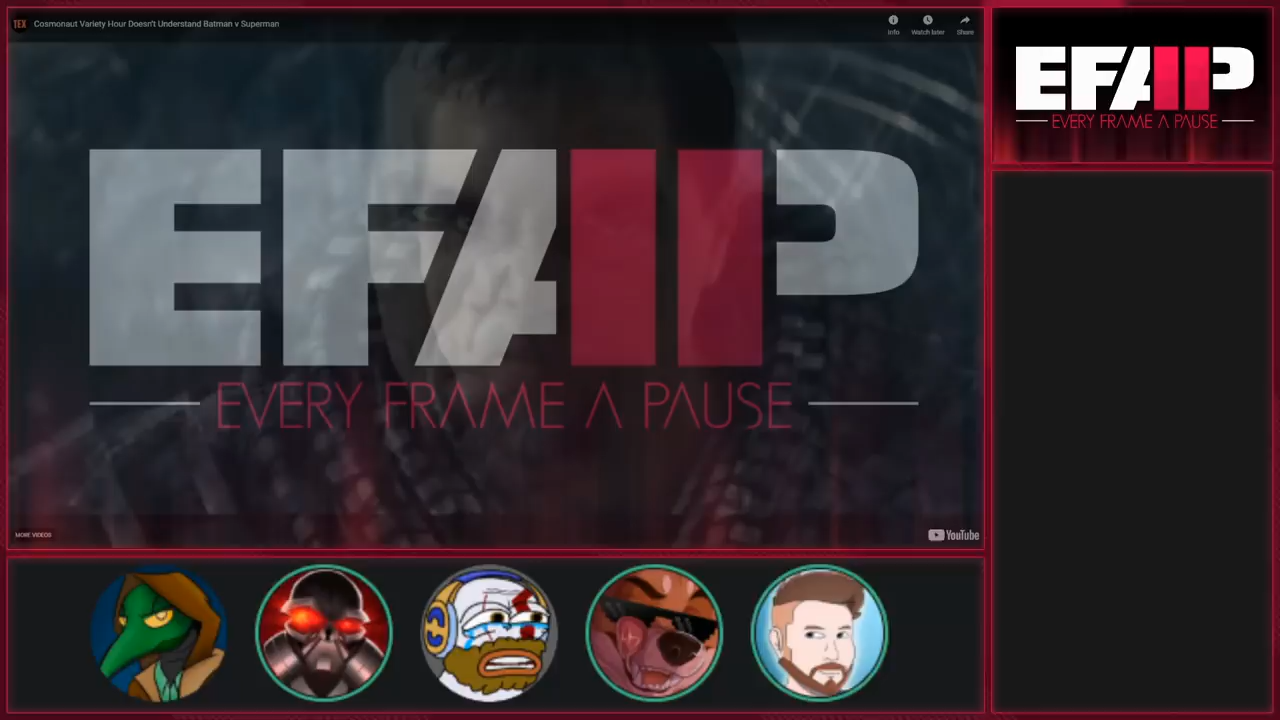 TEX
Cosmonaut Variety Hour Doesn't Understand Batman v Superman
Info
Watch later
Share
EFAP
EVERY FRAME A PAUSE
MORE VIDEOS
YouTube
EFAP
EVERY FRAME A PAUSE